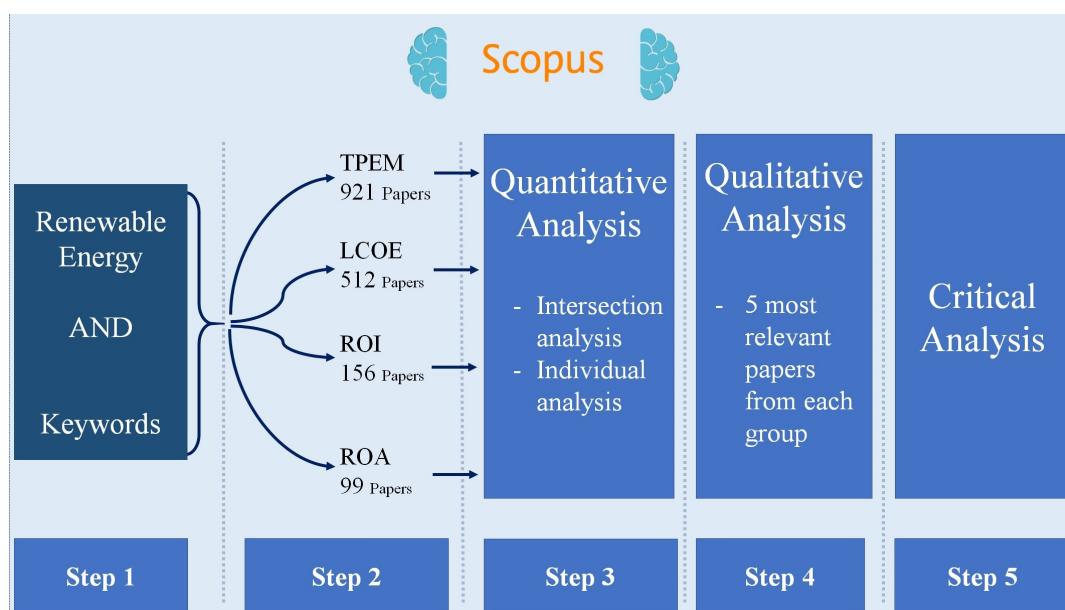 Scopus
Renewable
Energy
AND
Keywords
TPEM
921 Papers
LCOE
512 Papers
ROI
156 Papers
ROA
99 Papers
Quantitative
Analysis
- Intersection
analysis
- Individual
analysis
Qualitative
Analysis
- 5 most
relevant
papers
from each
group
Critical
Analysis
Step 1
Step 2
Step 3
Step 4
Step 5